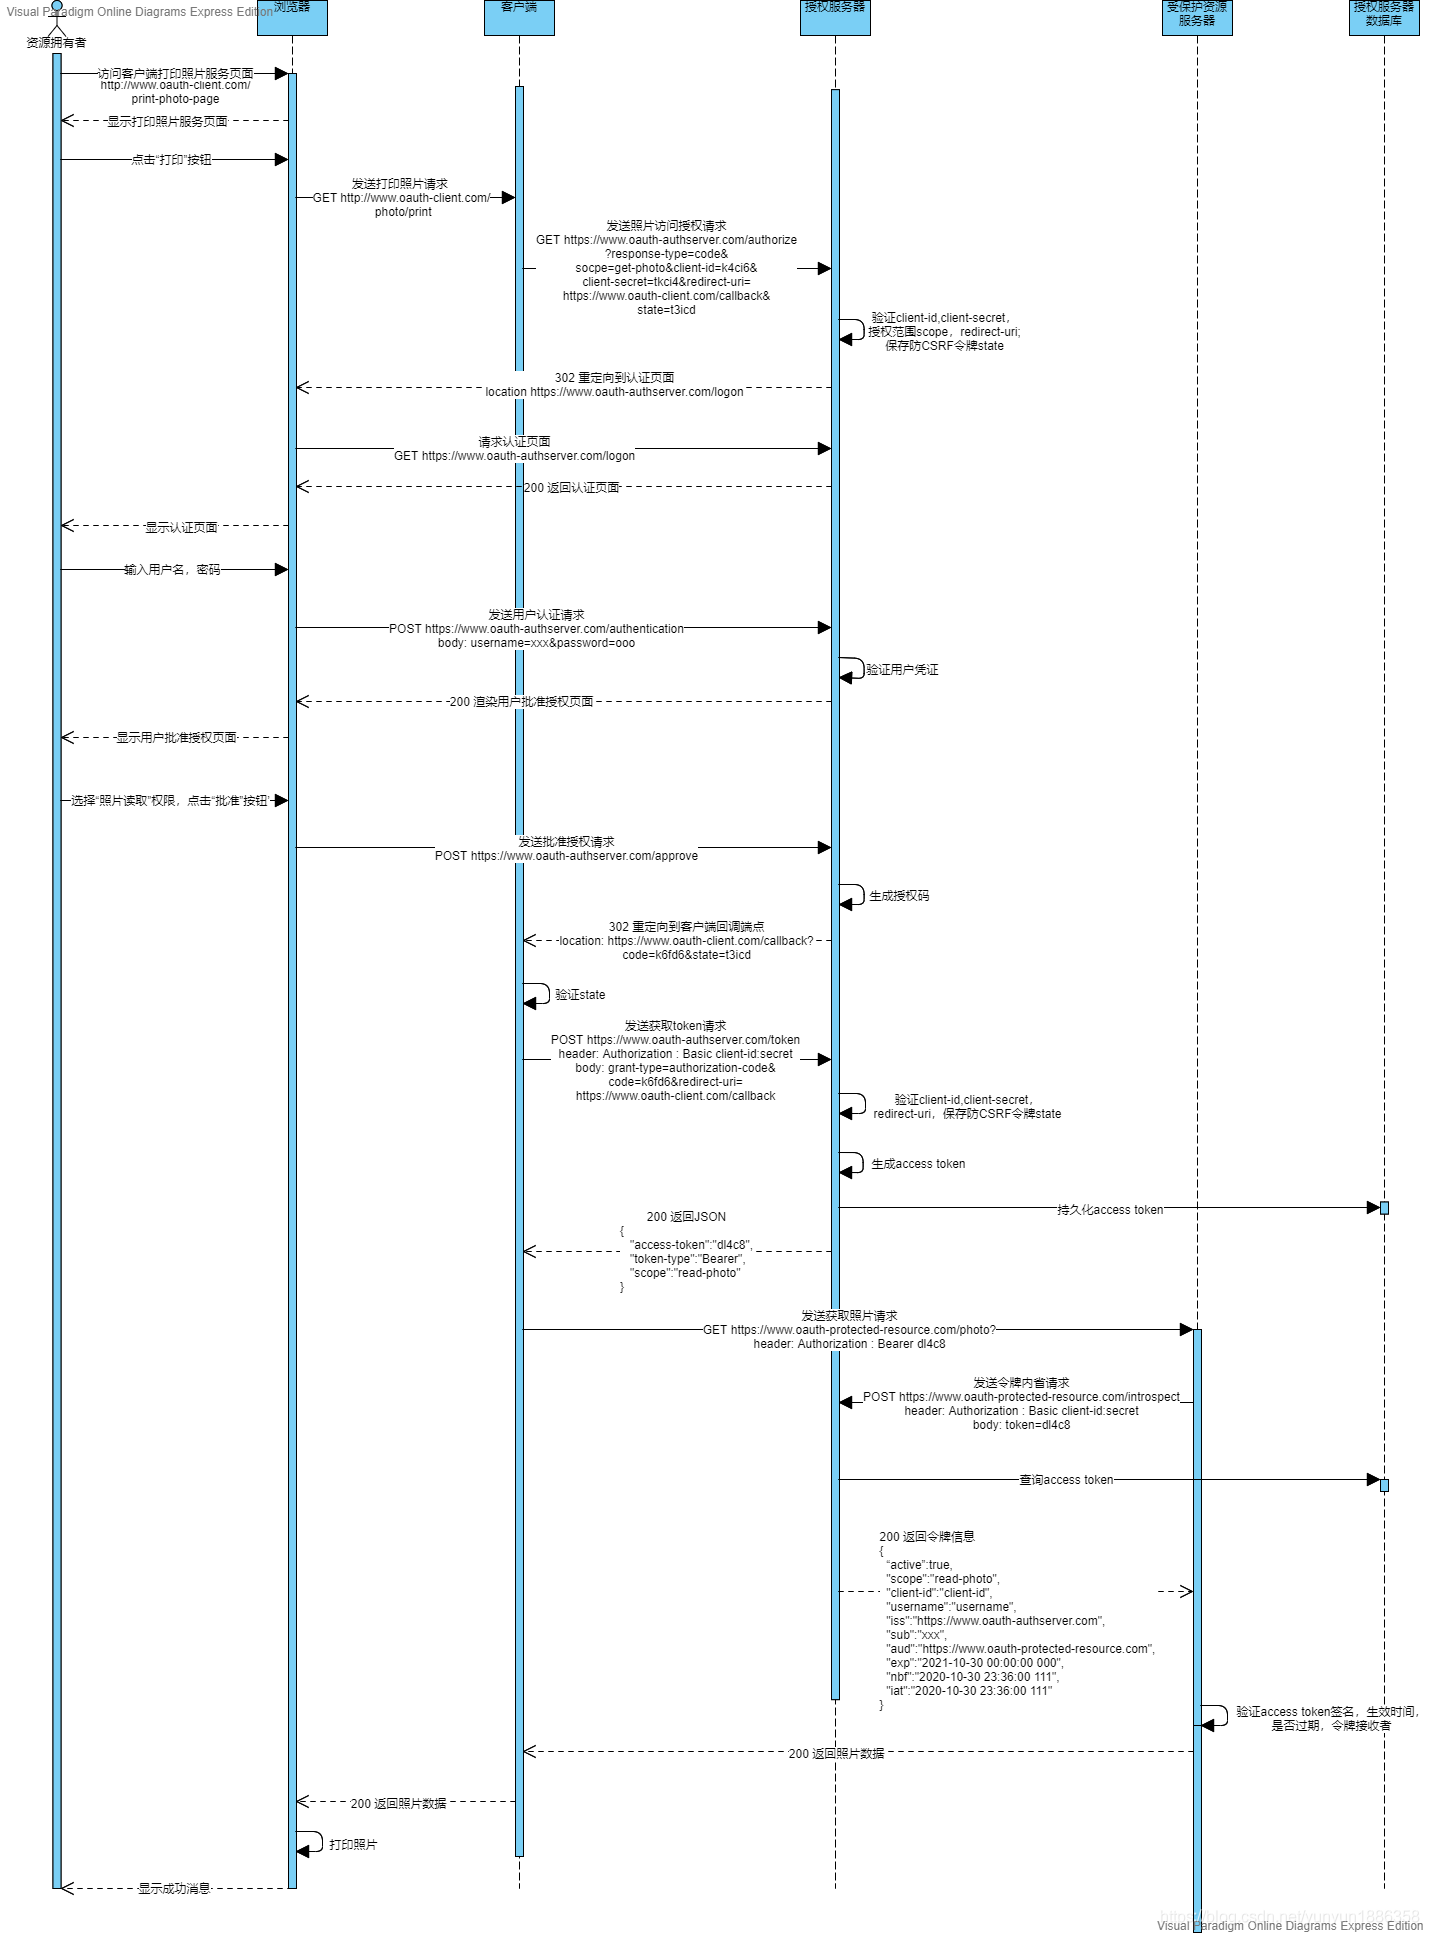 Visual Paradigm Online Diagrams Express Edition
资源拥有者
浏览器
客户端
授权服务器
受保护资源
服务器
授权服务器
数据库
访问客户端打印照片服务页面
http://www.oauth-client.com/
print-photo-page
显示打印照片服务页面
点击“打印”按钮
发送打印照片请求
GET http://www.oauth-client.com/
photo/print
发送照片访问授权请求
GET https://www.oauth-authserver.com/authorize
?response-type=code&
socpe=get-photo&client-id=k4ci6&
client-secret=tkci4&redirect-uri=
https://www.oauth-client.com/callback&
state=t3icd
验证client-id,client-secret，
授权范围scope，redirect-uri;
保存防CSRF令牌state
302 重定向到认证页面
location https://www.oauth-authserver.com/logon
请求认证页面
GET https://www.oauth-authserver.com/logon
200 返回认证页面
显示认证页面
输入用户名，密码
发送用户认证请求
POST https://www.oauth-authserver.com/authentication
body: username=xxx&password=ooo
验证用户凭证
200 渲染用户批准授权页面
显示用户批准授权页面
选择“照片读取”权限，点击“批准”按钮
发送批准授权请求
POST https://www.oauth-authserver.com/approve
生成授权码
302 重定向到客户端回调端点
location: https://www.oauth-client.com/callback?
code=k6fd6&state=t3icd
验证state
发送获取token请求
POST https://www.oauth-authserver.com/token
header: Authorization : Basic client-id:secret
body: grant-type=authorization-code&
code=k6fd6&redirect-uri=
https://www.oauth-client.com/callback
验证client-id,client-secret，
redirect-uri，保存防CSRF令牌state
生成access token
持久化access token
200 返回JSON
{
"access-token":"dl4c8",
"token-type":"Bearer",
"scope":"read-photo"
}
发送获取照片请求
GET https://www.oauth-protected-resource.com/photo?
header: Authorization : Bearer dl4c8
发送令牌内省请求
POST https://www.oauth-protected-resource.com/introspect
header: Authorization : Basic client-id:secret
body: token=dl4c8
查询access token
200 返回令牌信息
{
“active”:true,
"scope":"read-photo",
"client-id":"client-id",
"username":"username",
"iss":"https://www.oauth-authserver.com",
"sub":"xxx",
"aud":"https://www.oauth-protected-resource.com",
"exp":"2021-10-30 00:00:00 000",
"nbf":"2020-10-30 23:36:00 111",
"iat":"2020-10-30 23:36:00 111"
}
验证access token签名，生效时间，
是否过期，令牌接收者
200 返回照片数据
200 返回照片数据
打印照片
显示成功消息
https://blog.csdn.net/yunyun1886358
Visual Paradigm Online Diagrams Express Edition